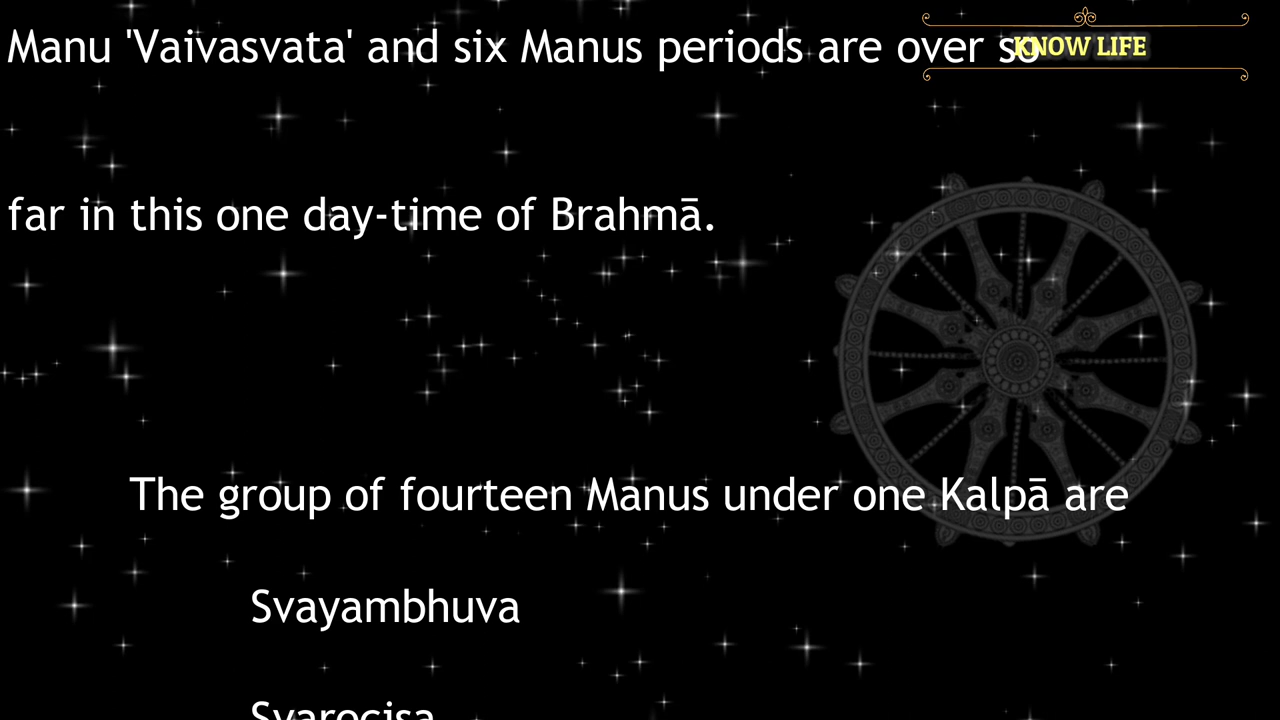 Manu 'Vaivasvata' and six Manus periods are over so
KNOW LIFE
far in this one day-time of Brahmā.
The group of fourteen Manus under one Kalpā are
Svayambhuva
Svarocisa